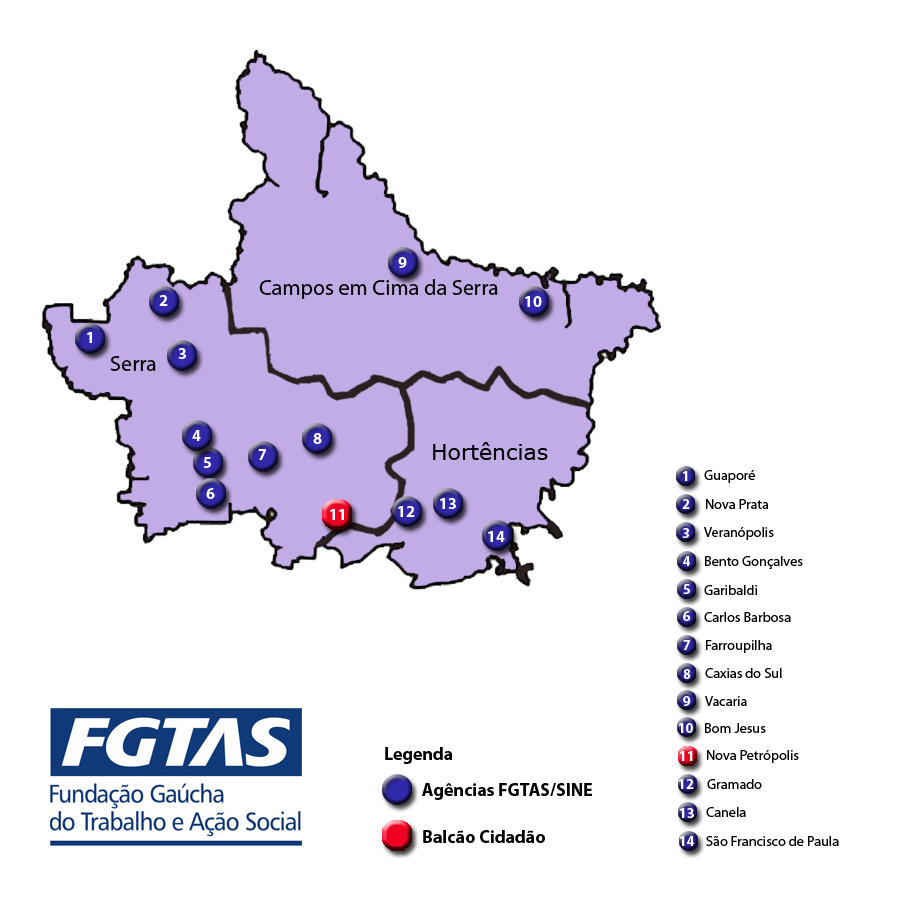 9
Campos em Cima da Serra
10
2
1
3
Serra
4
5
6
7
8
Hortências
11
12
13
14
1 Guaporé
2 Nova Prata
3 Veranópolis
4 Bento Gonçalves
5 Garibaldi
6 Carlos Barbosa
7 Farroupilha
8 Caxias do Sul
9 Vacaria
10 Bom Jesus
11 Nova Petrópolis
12 Gramado
13 Canela
14 São Francisco de Paula
FGTAS
Fundação Gaúcha
do Trabalho e Ação Social
Legenda
Agências FGTAS/SINE
Balcão Cidadão